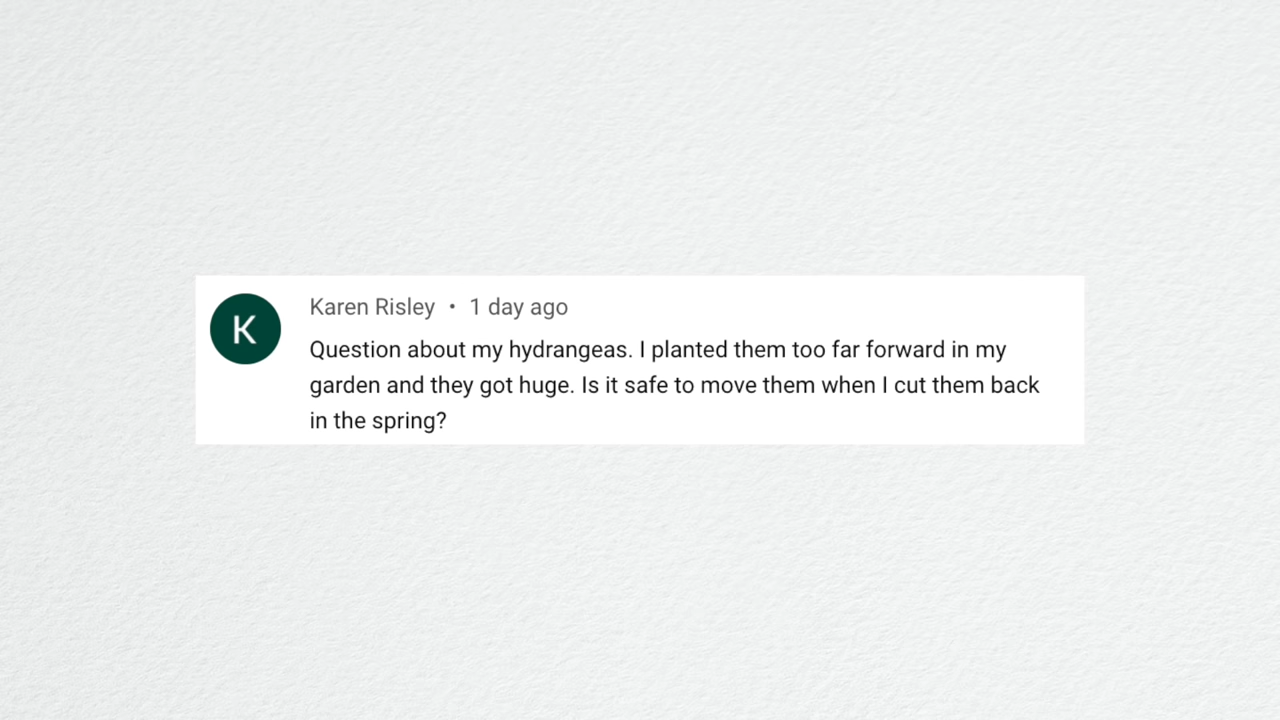 K
Karen Risley • 1 day ago
Question about my hydrangeas. I planted them too far forward in my
garden and they got huge. Is it safe to move them when I cut them back
in the spring?